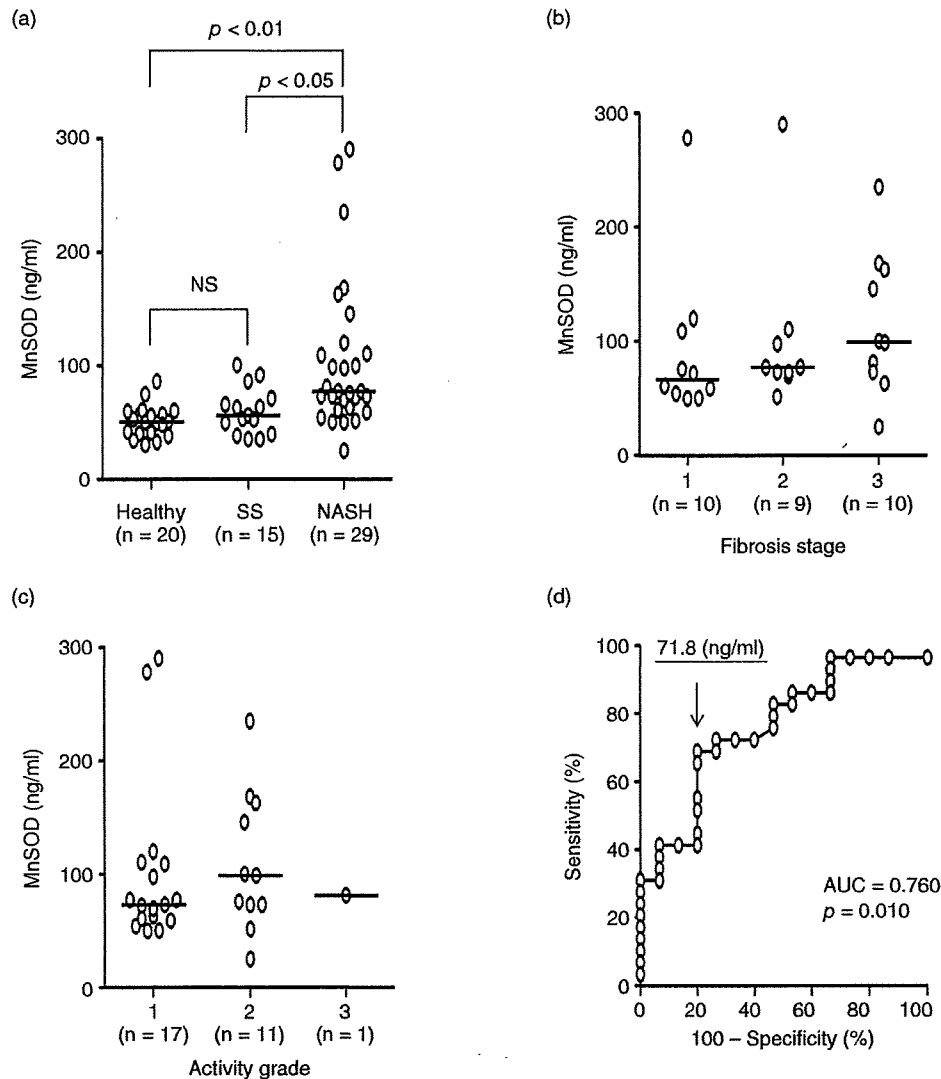 (a)
p < 0.01
p < 0.05
NS
300
200
100
0
MnSOD (ng/ml)
Healthy SS NASH
(n = 20) (n = 15) (n = 29)
(b)
300
200
100
0
MnSOD (ng/ml)
1 2 3
(n = 10) (n = 9) (n = 10)
Fibrosis stage
(c)
300
200
100
0
MnSOD (ng/ml)
1 2 3
(n = 17) (n = 11) (n = 1)
Activity grade
(d)
71.8 (ng/ml)
100
80
60
40
20
0
Sensitivity (%)
AUC = 0.760
p = 0.010
0 20 40 60 80 100
100 – Specificity (%)